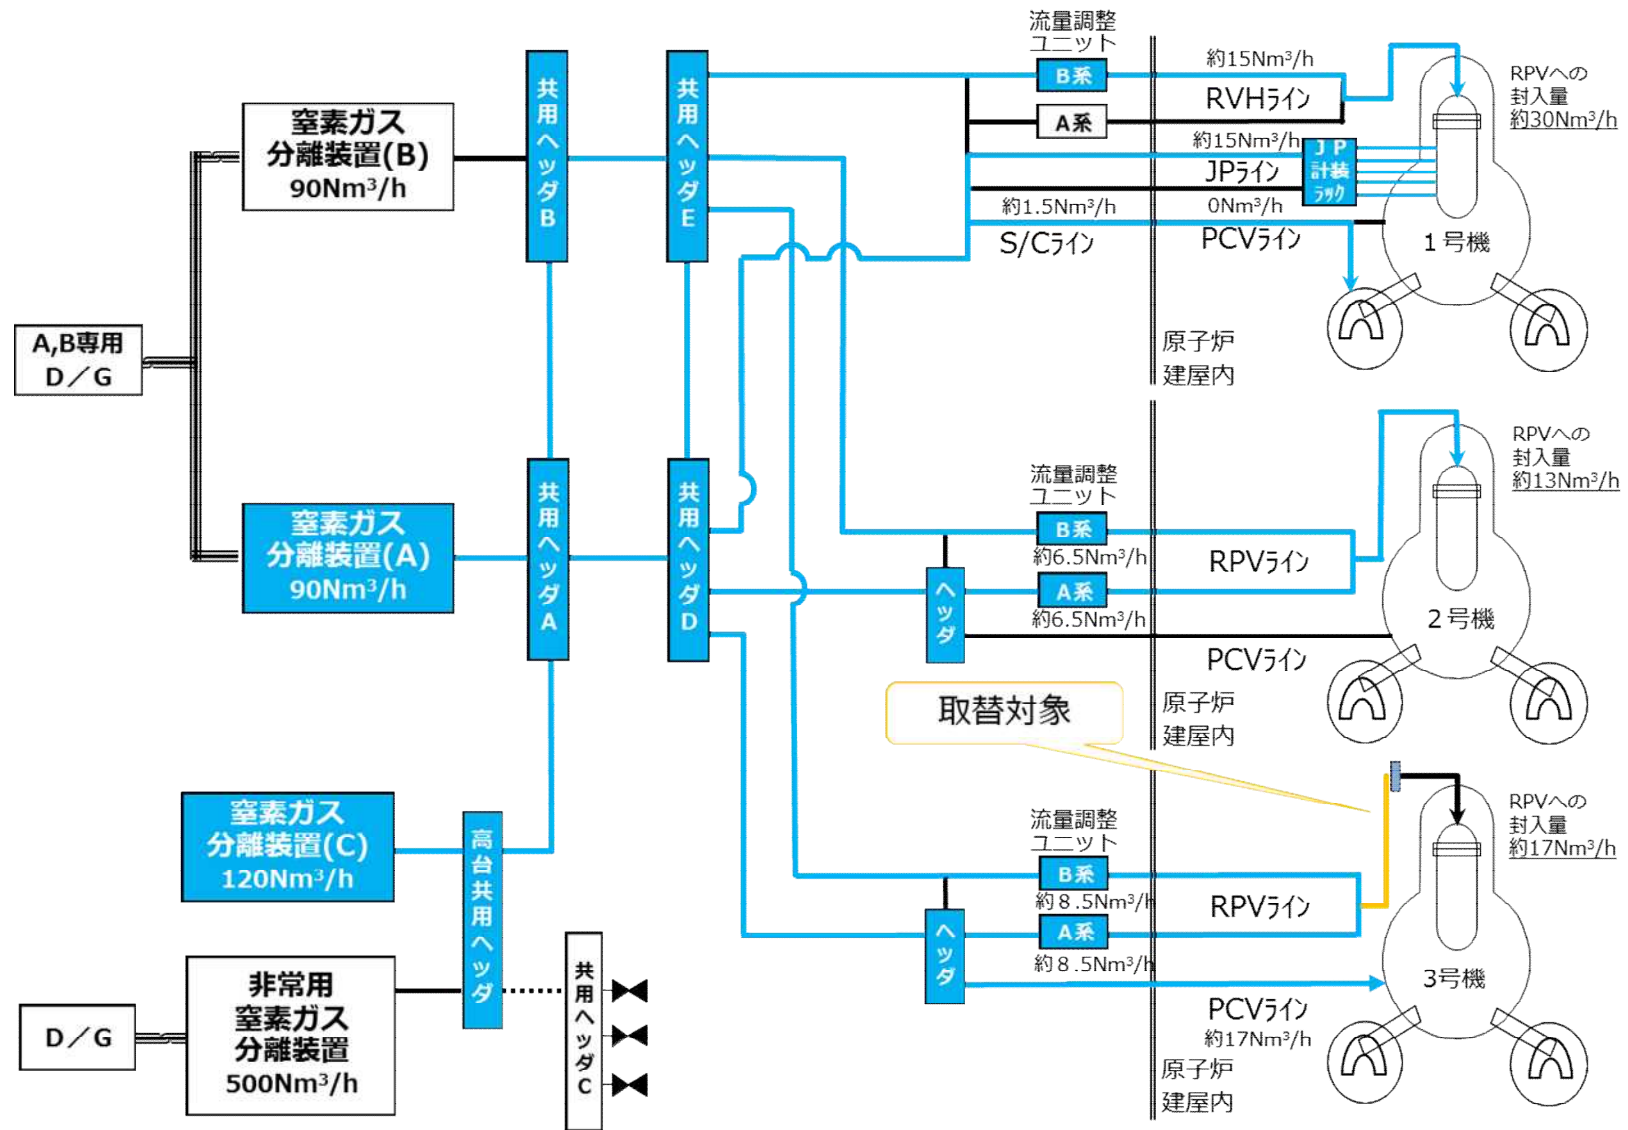 A,B専用
D／G
窒素ガス
分離装置(B)
90Nm³/h
窒素ガス
分離装置(A)
90Nm³/h
窒素ガス
分離装置(C)
120Nm³/h
D／G
非常用
窒素ガス
分離装置
500Nm³/h
高台共用ヘッダ
共用ヘッダC
共用ヘッダB
共用ヘッダA
共用ヘッダE
共用ヘッダD
流量調整
ユニット
B系
A系
約15Nm³/h
RVHライン
約15Nm³/h
JPライン
JP
計装
ラック
約1.5Nm³/h
S/Cライン
0Nm³/h
PCVライン
原子炉
建屋内
1号機
RPVへの
封入量
約30Nm³/h
流量調整
ユニット
B系
約6.5Nm³/h
A系
約6.5Nm³/h
ヘッダ
RPVライン
PCVライン
原子炉
建屋内
2号機
RPVへの
封入量
約13Nm³/h
取替対象
流量調整
ユニット
B系
約8.5Nm³/h
A系
約8.5Nm³/h
ヘッダ
RPVライン
PCVライン
約17Nm³/h
原子炉
建屋内
3号機
RPVへの
封入量
約17Nm³/h